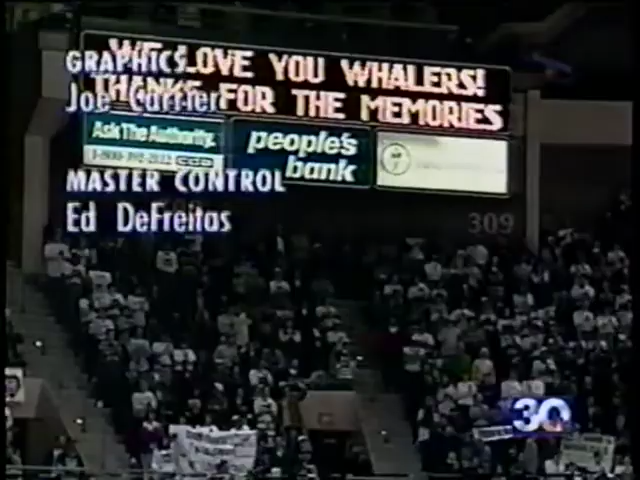 WE LOVE YOU WHALERS!
THANKS FOR THE MEMORIES
GRAPHICS
Joe Carrier
Ask The Authority.
people's
bank
MASTER CONTROL
Ed DeFreitas
309
30